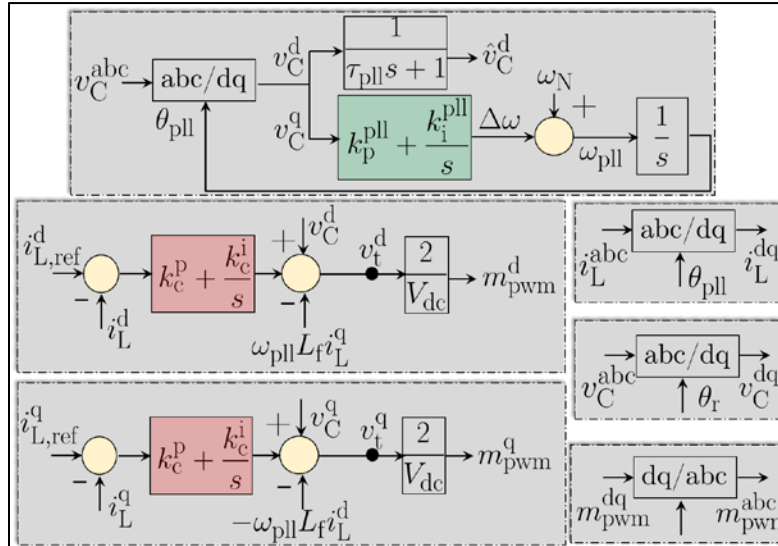 v_C^abc
abc/dq
θ_pll
v_C^d
v_C^q
1
τ_pll s + 1
v̂_C^d
k_p^pll + k_i^pll
s
Δω
ω_N
+
ω_pll
1
s
i_L,ref^d
-
i_L^d
k_c^p + k_c^i
s
+
v_C^d
-
ω_pll L_f i_L^q
v_t^d
2
V_dc
m_pwm^d
i_L,ref^q
-
i_L^q
k_c^p + k_c^i
s
+
v_C^q
-
-ω_pll L_f i_L^d
v_t^q
2
V_dc
m_pwm^q
i_L^abc
abc/dq
i_L^dq
θ_pll
v_C^abc
abc/dq
v_C^dq
θ_r
m_pwm^dq
dq/abc
m_pwm^abc